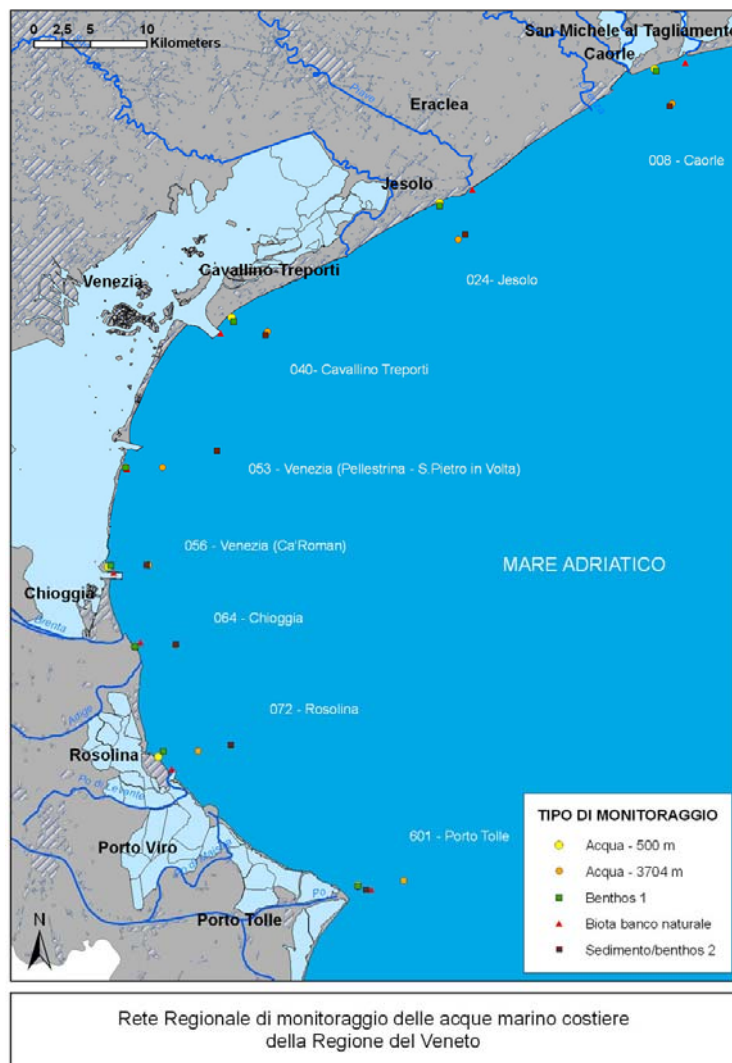 0 2,5 5 10
Kilometers
San Michele al Tagliamento
Caorle
Piave
Eraclea
008 - Caorle
Jesolo
024- Jesolo
Cavallino-Treporti
Venezia
040- Cavallino Treporti
053 - Venezia (Pellestrina - S.Pietro in Volta)
056 - Venezia (Ca'Roman)
MARE ADRIATICO
Chioggia
Brenta
064 - Chioggia
Adige
072 - Rosolina
Rosolina
Po di Levante
TIPO DI MONITORAGGIO
Acqua - 500 m
Acqua - 3704 m
Benthos 1
Biota banco naturale
Sedimento/benthos 2
601 - Porto Tolle
Porto Viro
Po di Maistra
Porto Tolle
N
Rete Regionale di monitoraggio delle acque marino costiere
della Regione del Veneto